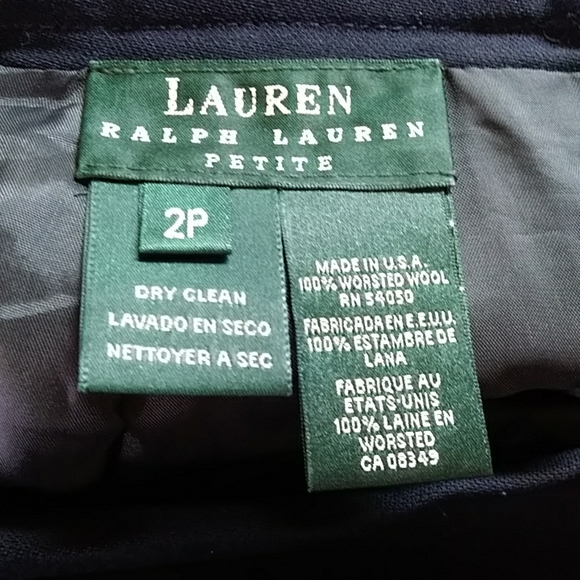 LAUREN
RALPH LAUREN
PETITE
2P
DRY CLEAN
LAVADO EN SECO
NETTOYER A SEC
MADE IN U.S.A.
100% WORSTED WOOL
RN 54050
FABRICADA EN E.E.U.U.
100% ESTAMBRE DE
LANA
FABRIQUE AU
ETATS-UNIS
100% LAINE EN
WORSTED
CA 08349